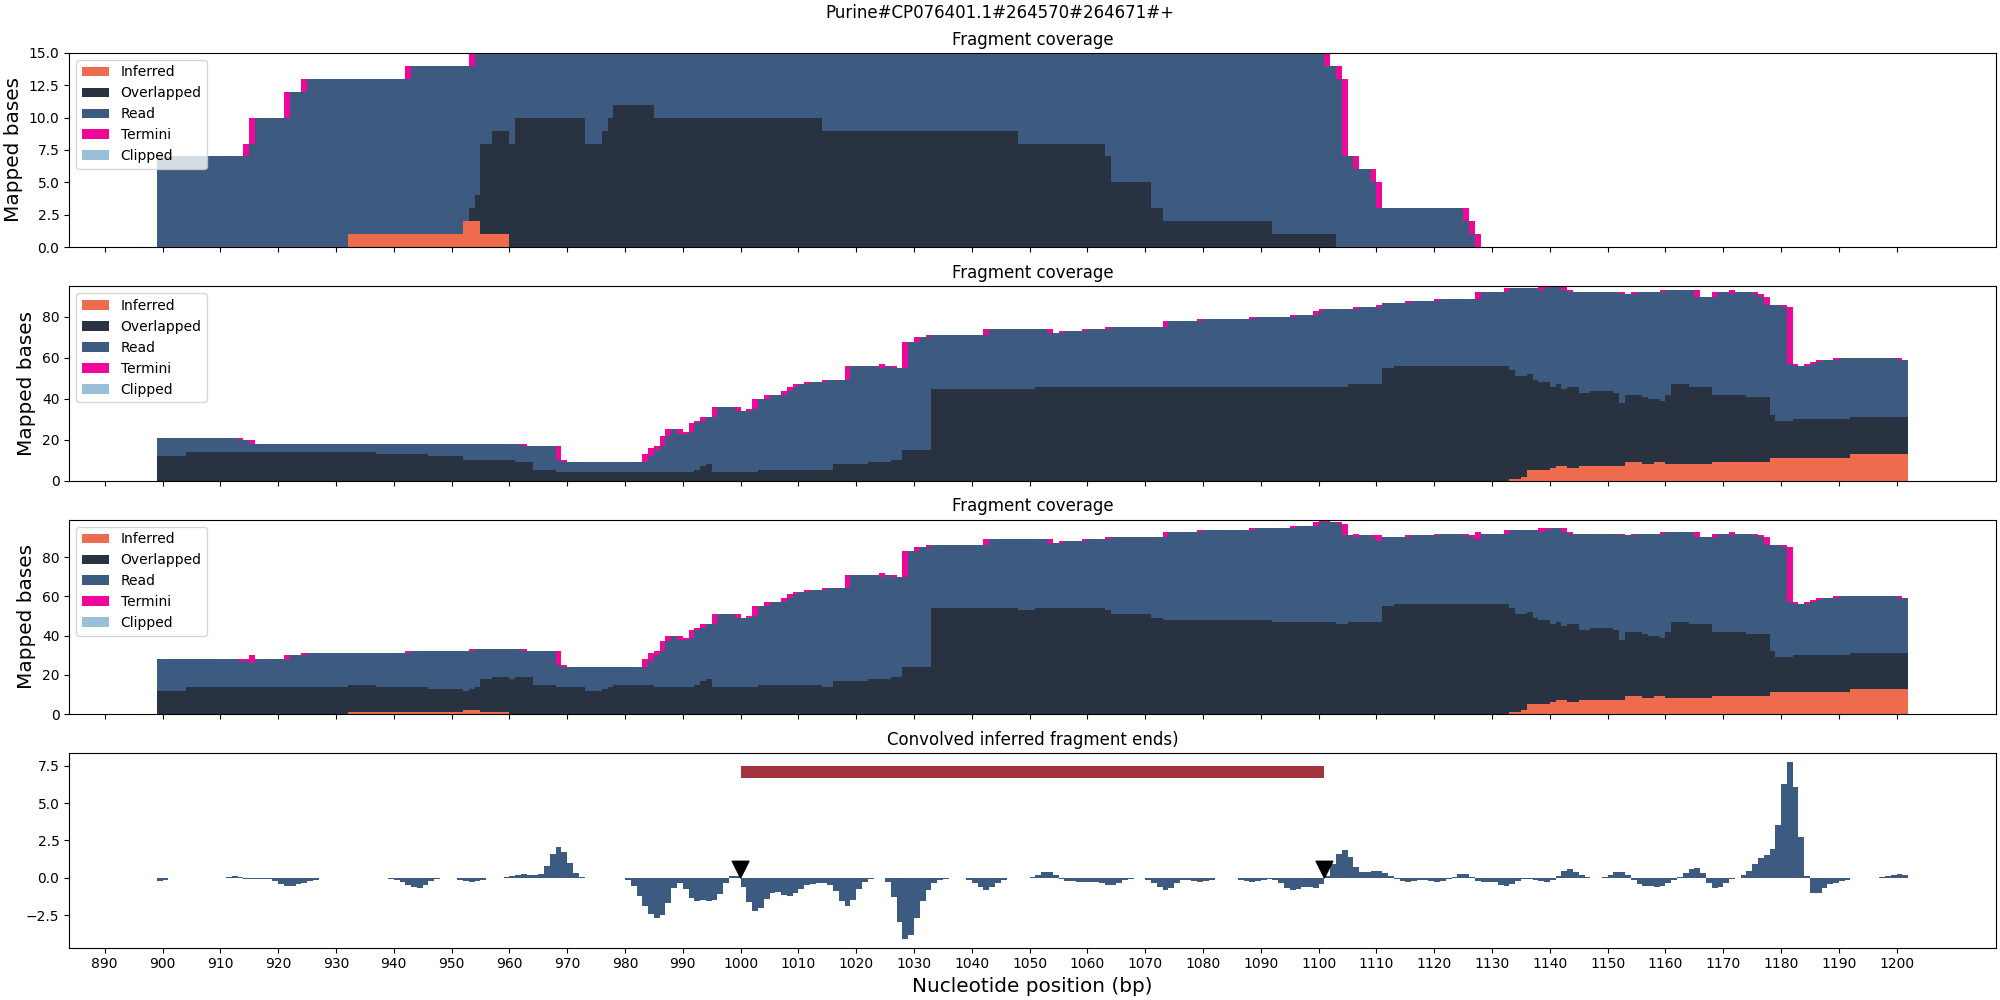 Purine#CP076401.1#264570#264671#+
Fragment coverage
Mapped bases
15.0
12.5
10.0
7.5
5.0
2.5
0.0
Inferred
Overlapped
Read
Termini
Clipped
Fragment coverage
Mapped bases
80
60
40
20
0
Inferred
Overlapped
Read
Termini
Clipped
Fragment coverage
Mapped bases
80
60
40
20
0
Inferred
Overlapped
Read
Termini
Clipped
Convolved inferred fragment ends)
7.5
5.0
2.5
0.0
−2.5
890 900 910 920 930 940 950 960 970 980 990 1000 1010 1020 1030 1040 1050 1060 1070 1080 1090 1100 1110 1120 1130 1140 1150 1160 1170 1180 1190 1200
Nucleotide position (bp)